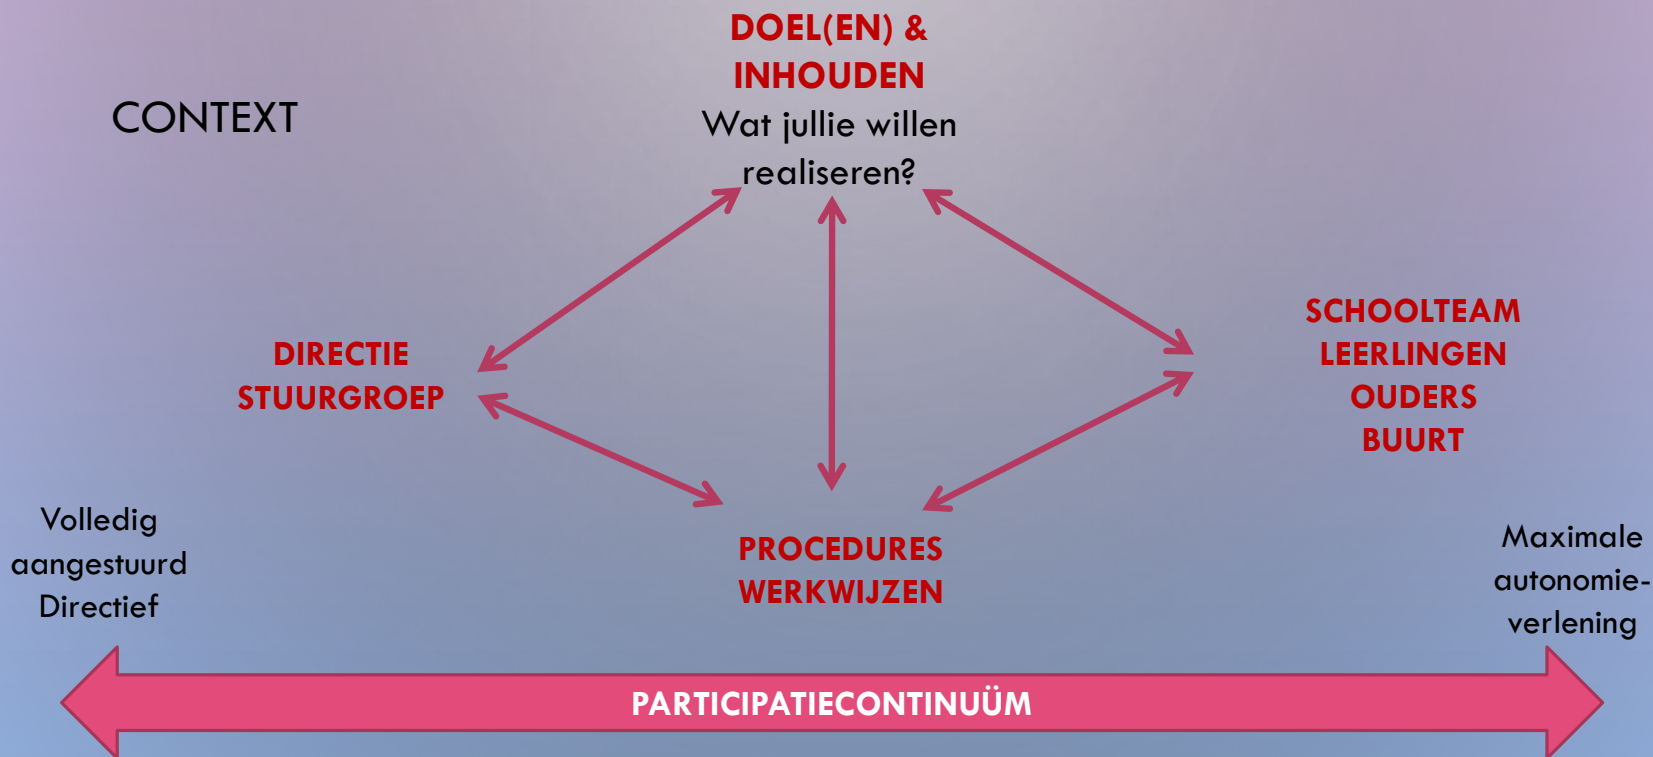 DOEL(EN) &
INHOUDEN
Wat jullie willen
realiseren?
CONTEXT
DIRECTIE
STUURGROEP
SCHOOLTEAM
LEERLINGEN
OUDERS
BUURT
PROCEDURES
WERKWIJZEN
Volledig
aangestuurd
Directief
Maximale
autonomie-
verlening
PARTICIPATIECONTINUÜM